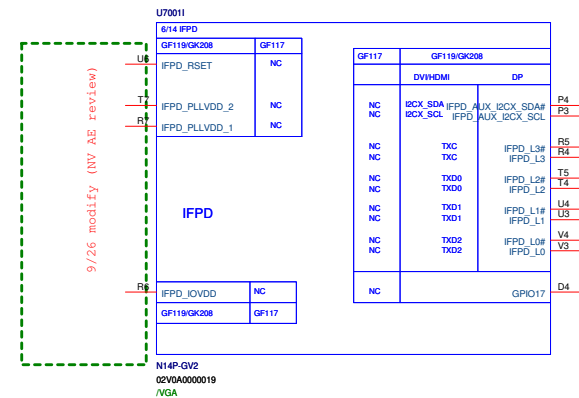 U7001I
6/14 IFPD
GF119/GK208 GF117
U6 IFPD_RSET NC
T7 IFPD_PLLVDD_2 NC
R7 IFPD_PLLVDD_1 NC
9/26 modify (NV AE review)
IFPD
R6 IFPD_IOVDD NC
GF119/GK208 GF117
GF117 GF119/GK208
DVI/HDMI DP
NC I2CX_SDA IFPD_AUX_I2CX_SDA# P4
NC I2CX_SCL IFPD_AUX_I2CX_SCL P3
NC TXC IFPD_L3# R5
NC TXC IFPD_L3 R4
NC TXD0 IFPD_L2# T5
NC TXD0 IFPD_L2 T4
NC TXD1 IFPD_L1# U4
NC TXD1 IFPD_L1 U3
NC TXD2 IFPD_L0# V4
NC TXD2 IFPD_L0 V3
NC GPIO17 D4
N14P-GV2
02V0A0000019
/VGA